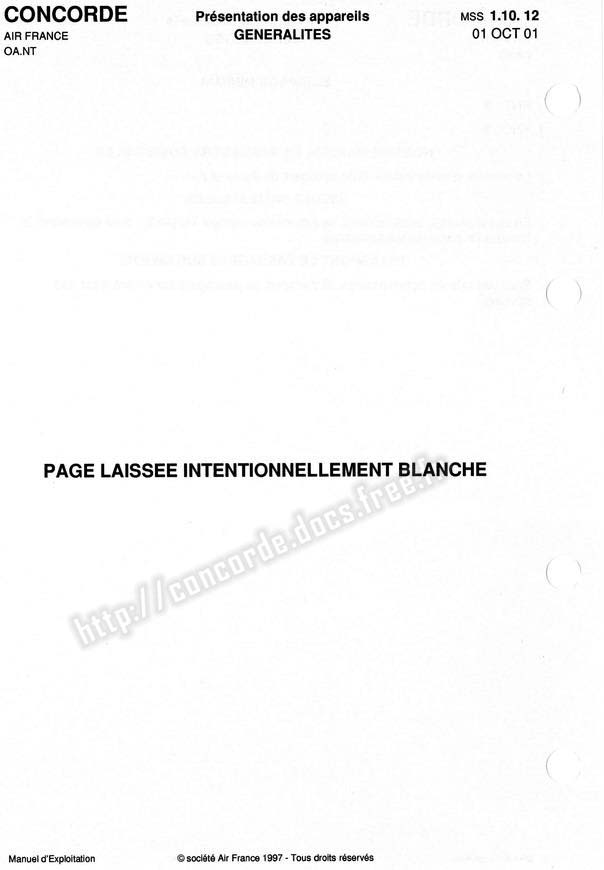 CONCORDE
AIR FRANCE
OA.NT
Présentation des appareils
GENERALITES
MSS 1.10. 12
01 OCT 01
PAGE LAISSEE INTENTIONNELLEMENT BLANCHE
http://concorde.docs.free.fr
Manuel d'Exploitation
© société Air France 1997 - Tous droits réservés